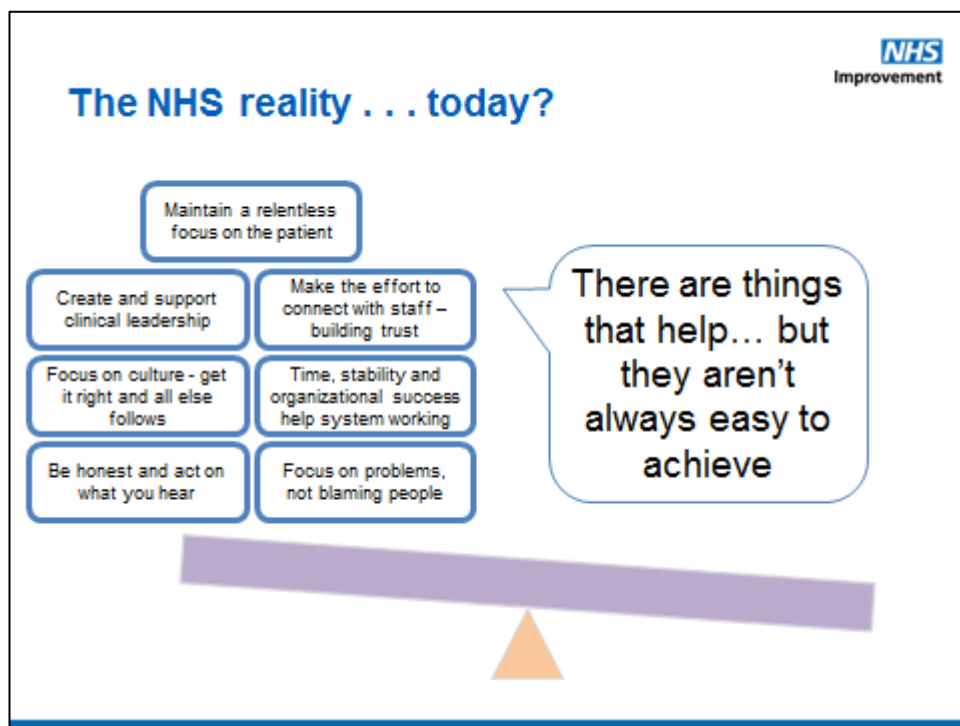 NHS
Improvement
The NHS reality . . . today?
Maintain a relentless
focus on the patient
Create and support
clinical leadership
Make the effort to
connect with staff –
building trust
Focus on culture - get
it right and all else
follows
Time, stability and
organizational success
help system working
Be honest and act on
what you hear
Focus on problems,
not blaming people
There are things
that help… but
they aren’t
always easy to
achieve